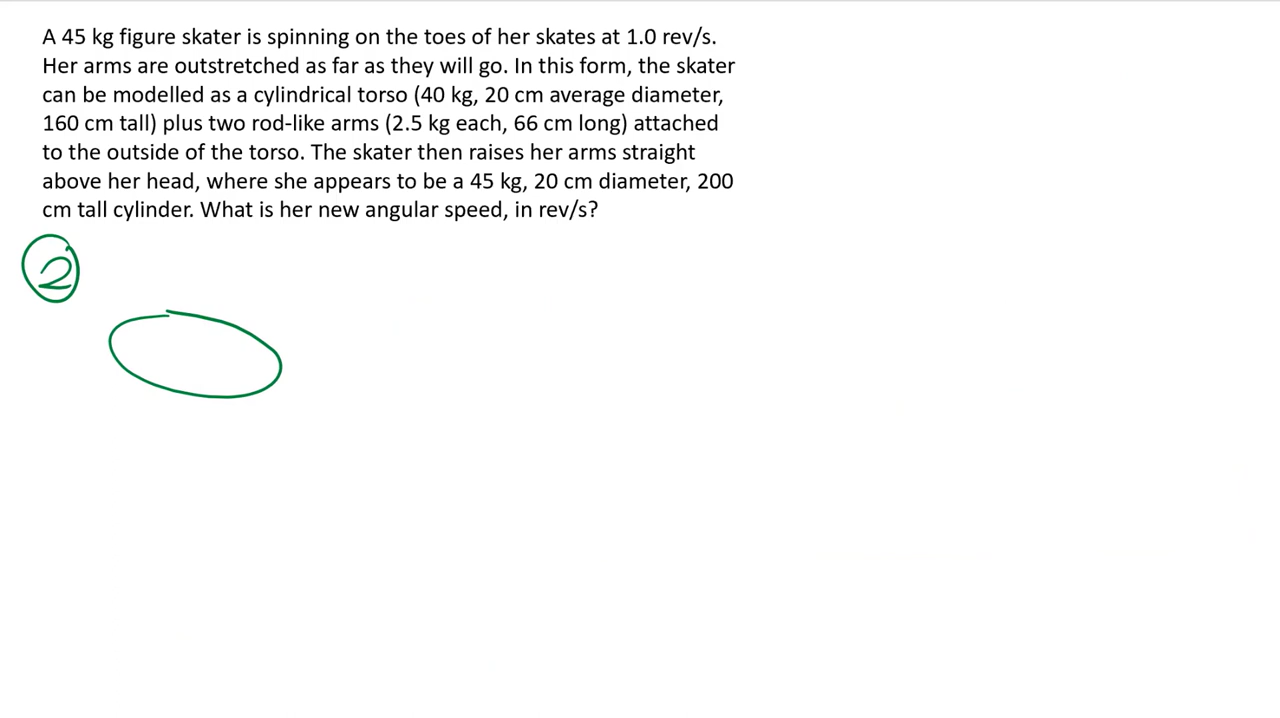 A 45 kg figure skater is spinning on the toes of her skates at 1.0 rev/s.
Her arms are outstretched as far as they will go. In this form, the skater
can be modelled as a cylindrical torso (40 kg, 20 cm average diameter,
160 cm tall) plus two rod-like arms (2.5 kg each, 66 cm long) attached
to the outside of the torso. The skater then raises her arms straight
above her head, where she appears to be a 45 kg, 20 cm diameter, 200
cm tall cylinder. What is her new angular speed, in rev/s?
2